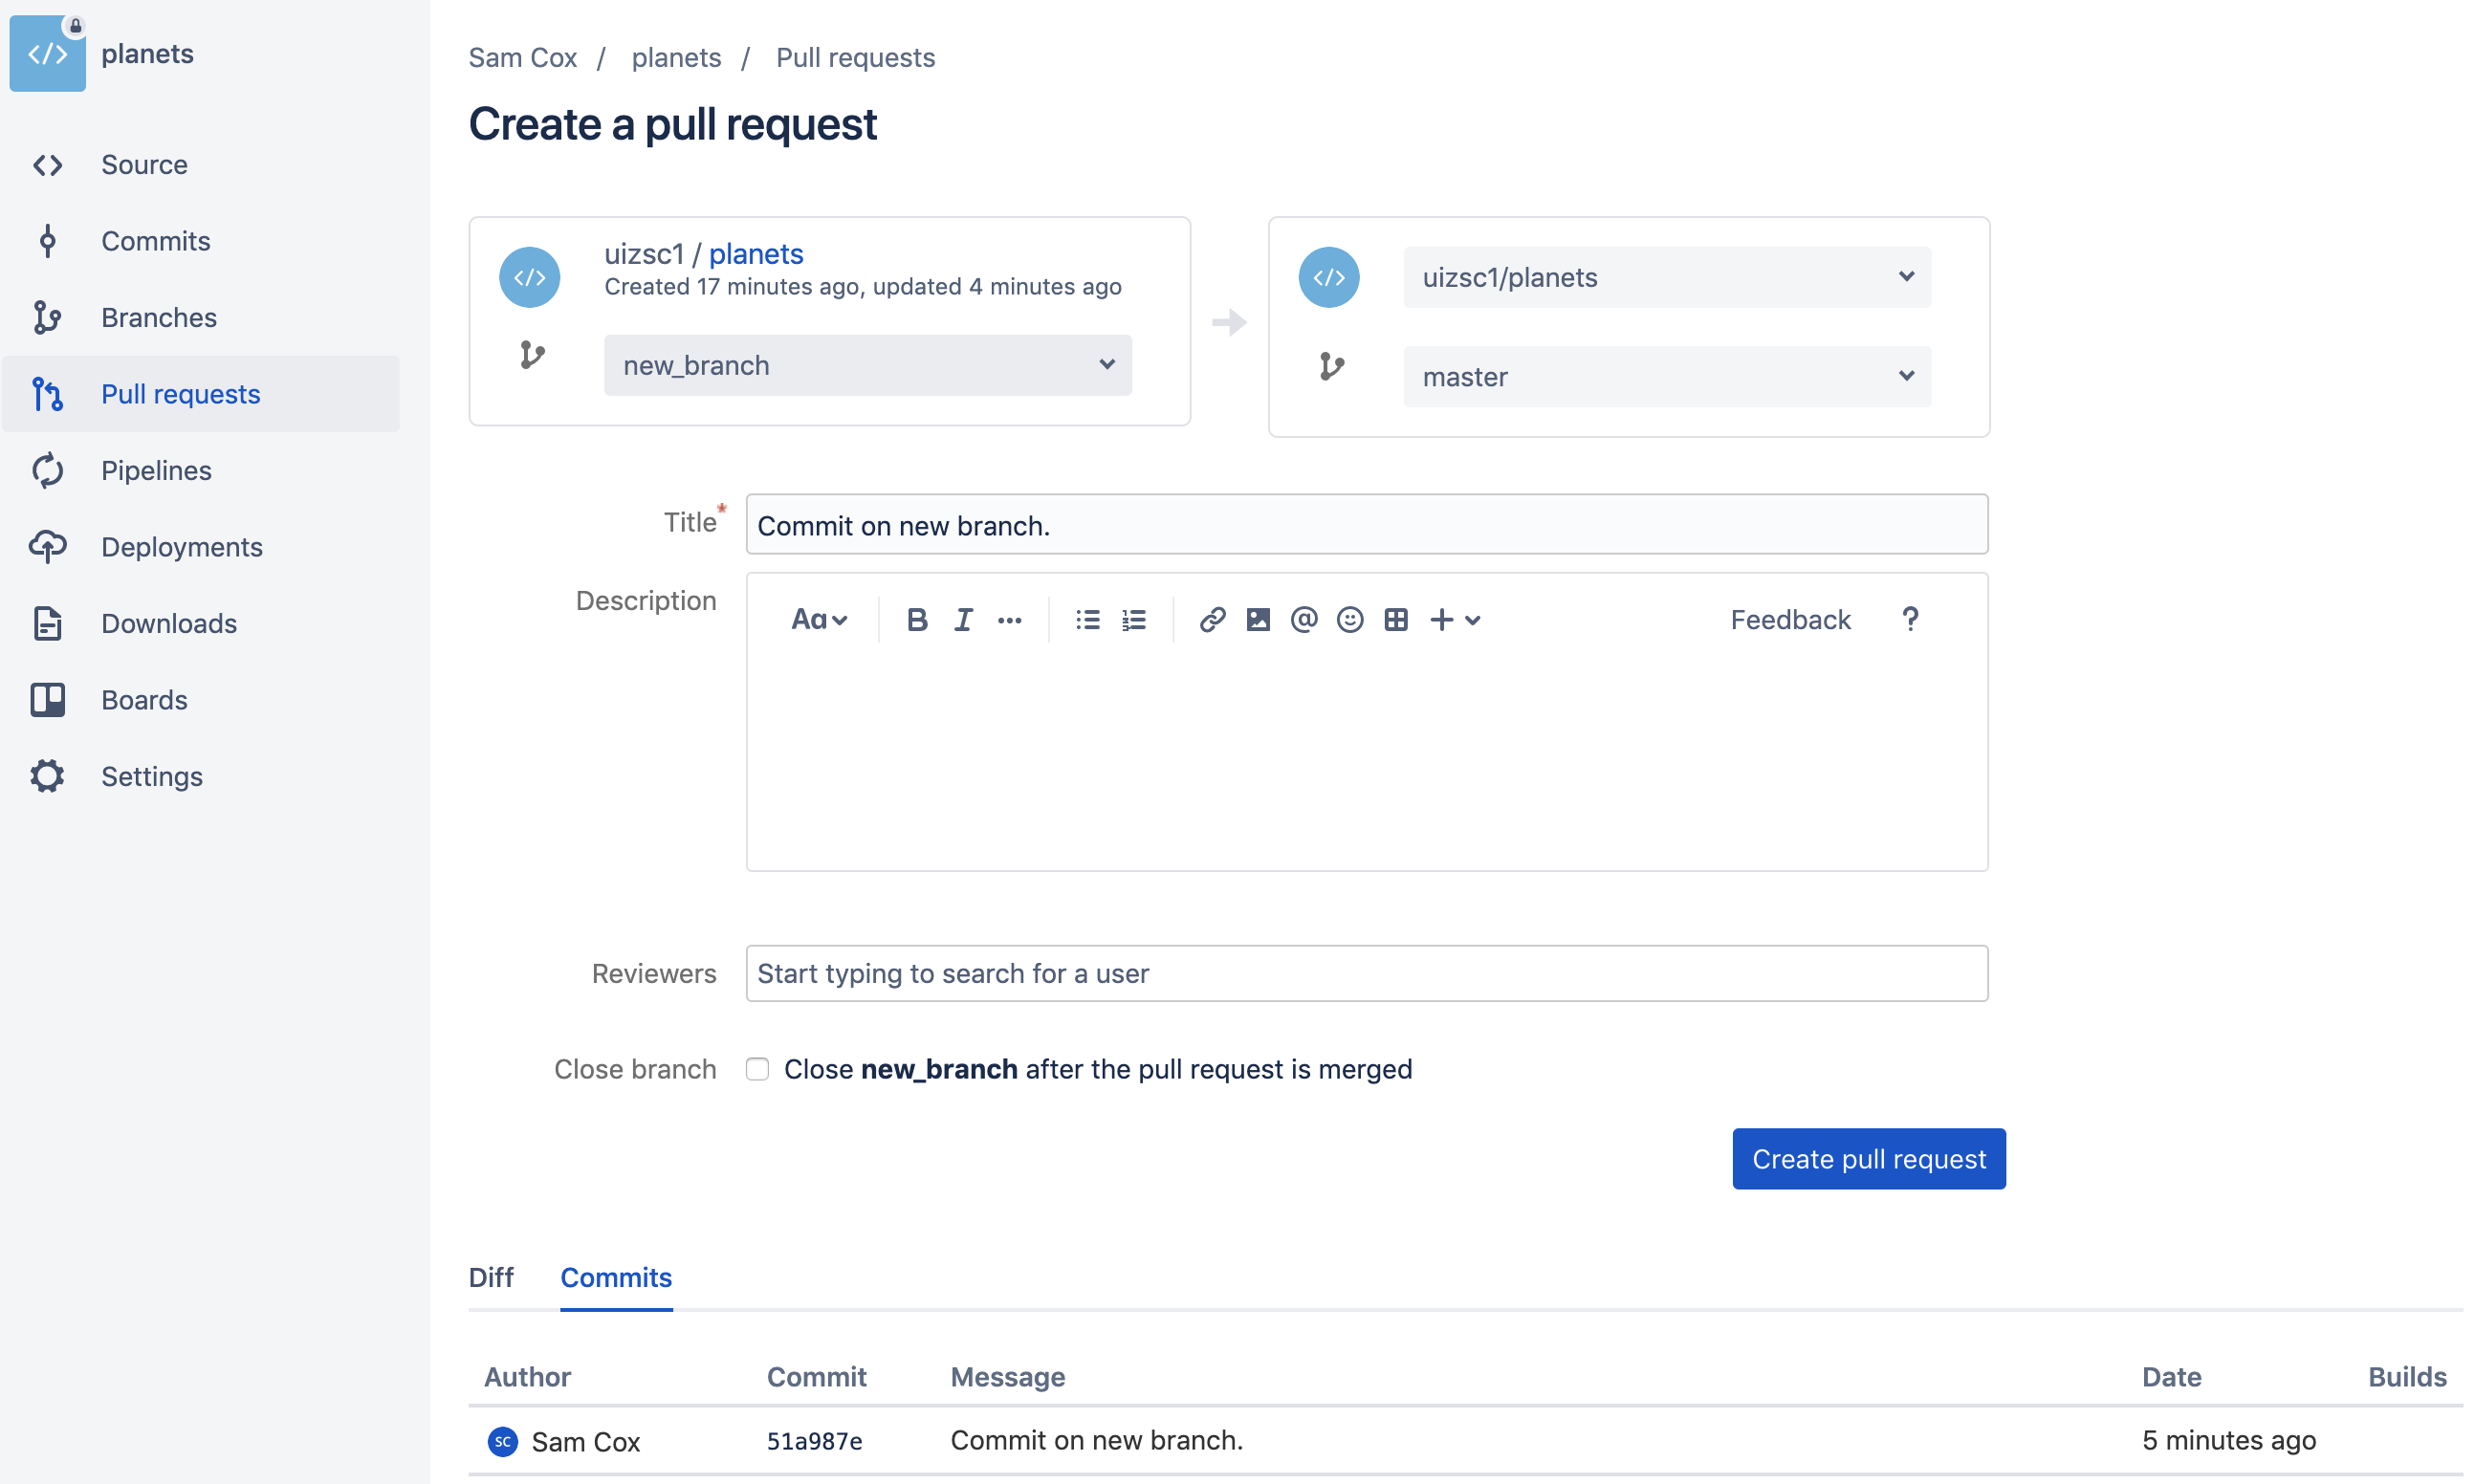 planets
Source
Commits
Branches
Pull requests
Pipelines
Deployments
Downloads
Boards
Settings
Sam Cox / planets / Pull requests
Create a pull request
uizsc1 / planets
Created 17 minutes ago, updated 4 minutes ago
new_branch
uizsc1/planets
master
Title*
Commit on new branch.
Description
Aa B I ... @ + Feedback ?
Reviewers
Start typing to search for a user
Close branch
Close new_branch after the pull request is merged
Create pull request
Diff Commits
Author Commit Message Date Builds
SC Sam Cox 51a987e Commit on new branch. 5 minutes ago